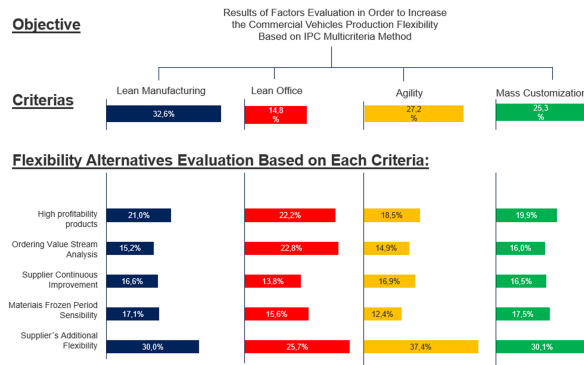 Objective
Results of Factors Evaluation in Order to Increase
the Commercial Vehicles Production Flexibility
Based on IPC Multicriteria Method
Criterias
Lean Manufacturing
Lean Office
Agility
Mass Customization
32,6%
14,8
%
27,2
%
25,3
%
Flexibility Alternatives Evaluation Based on Each Criteria:
High profitability
products
21,0%
22,2%
18,5%
19,9%
Ordering Value Stream
Analysis
15,2%
22,8%
14,9%
16,0%
Supplier Continuous
Improvement
16,6%
13,8%
16,9%
16,5%
Materiais Frozen Period
Sensibility
17,1%
15,6%
12,4%
17,5%
Supplier´s Additional
Flexibility
30,0%
25,7%
37,4%
30,1%